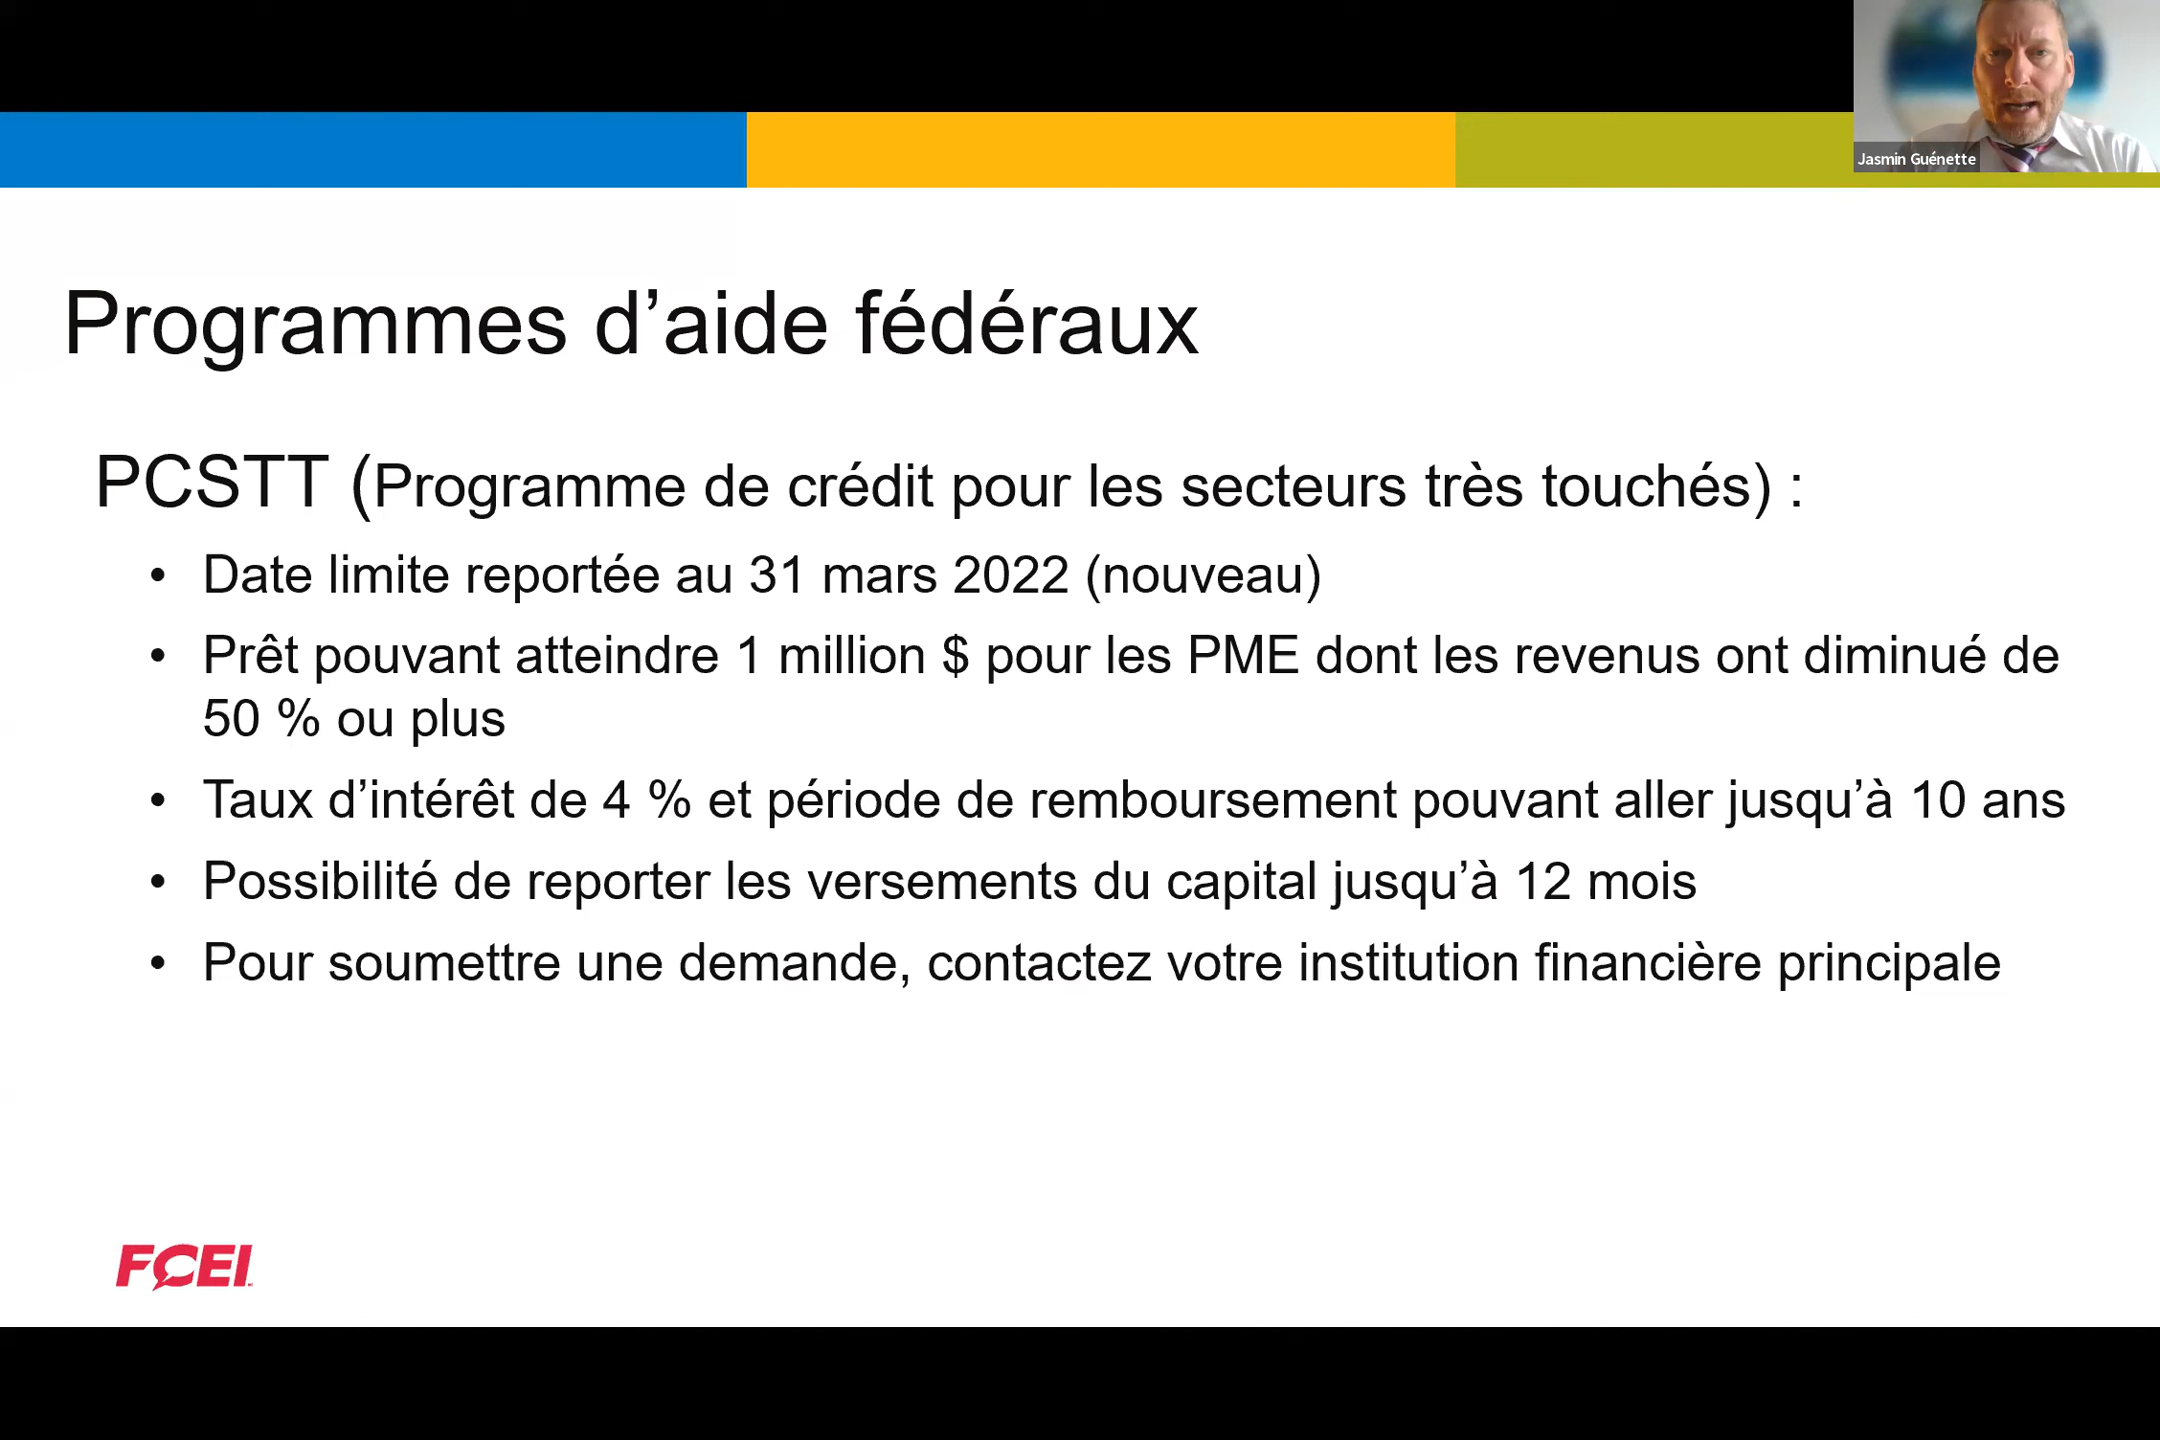 Jasmin Guénette
Programmes d’aide fédéraux
PCSTT (Programme de crédit pour les secteurs très touchés) :
• Date limite reportée au 31 mars 2022 (nouveau)
• Prêt pouvant atteindre 1 million $ pour les PME dont les revenus ont diminué de
50 % ou plus
• Taux d’intérêt de 4 % et période de remboursement pouvant aller jusqu’à 10 ans
• Possibilité de reporter les versements du capital jusqu’à 12 mois
• Pour soumettre une demande, contactez votre institution financière principale
FCEI